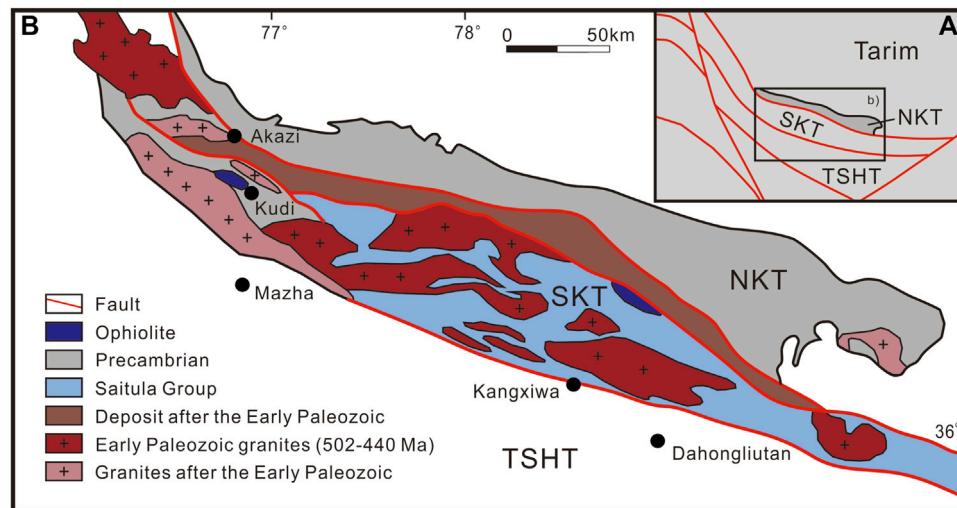 B
77°
78°
0
50km
A
Tarim
b)
NKT
SKT
TSHT
Akazi
Kudi
Mazha
SKT
NKT
Kangxiwa
Dahongliutan
TSHT
36°
Fault
Ophiolite
Precambrian
Saitula Group
Deposit after the Early Paleozoic
Early Paleozoic granites (502-440 Ma)
Granites after the Early Paleozoic